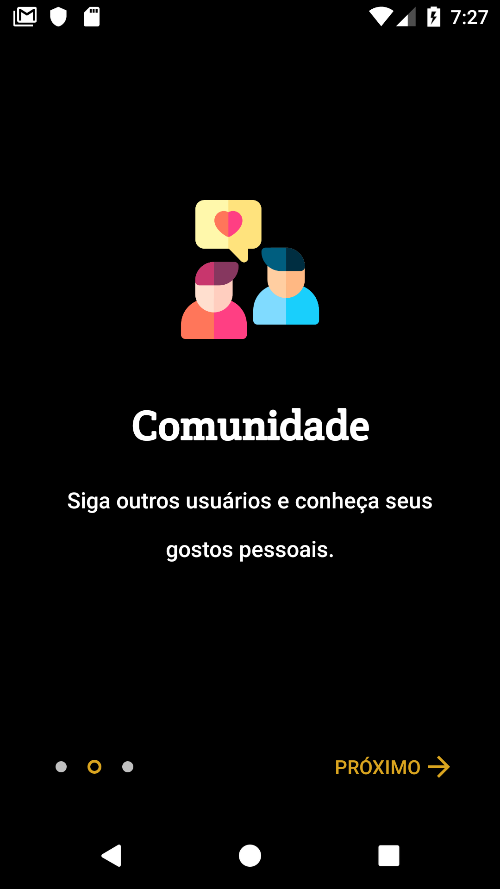 7:27
Comunidade
Siga outros usuários e conheça seus
gostos pessoais.
PRÓXIMO